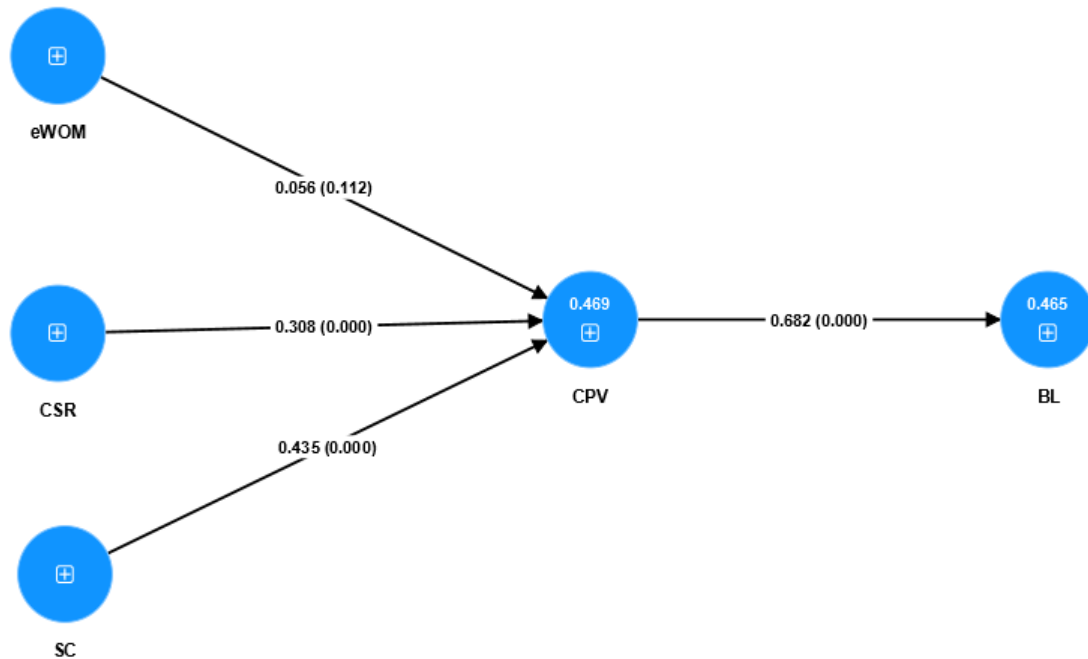 eWOM
0.056 (0.112)
CSR
0.308 (0.000)
0.469
CPV
0.682 (0.000)
0.465
BL
0.435 (0.000)
SC